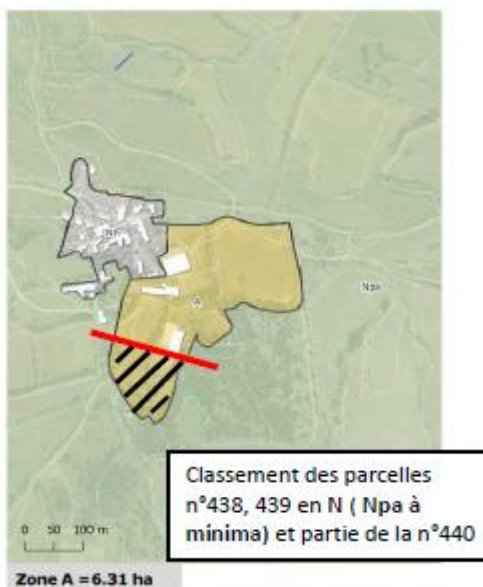 Nh
A
Npa
Classement des parcelles
n°438, 439 en N ( Npa à
minima) et partie de la n°440
0 50 100 m
Zone A = 6.31 ha